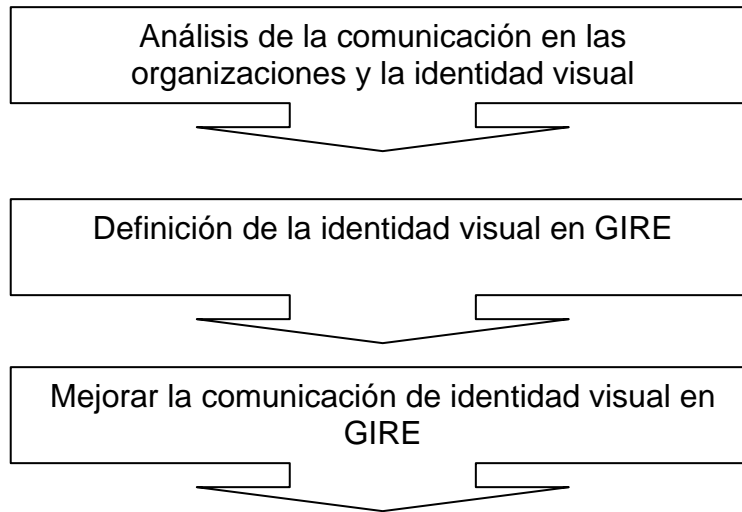 Análisis de la comunicación en las
organizaciones y la identidad visual
Definición de la identidad visual en GIRE
Mejorar la comunicación de identidad visual en
GIRE